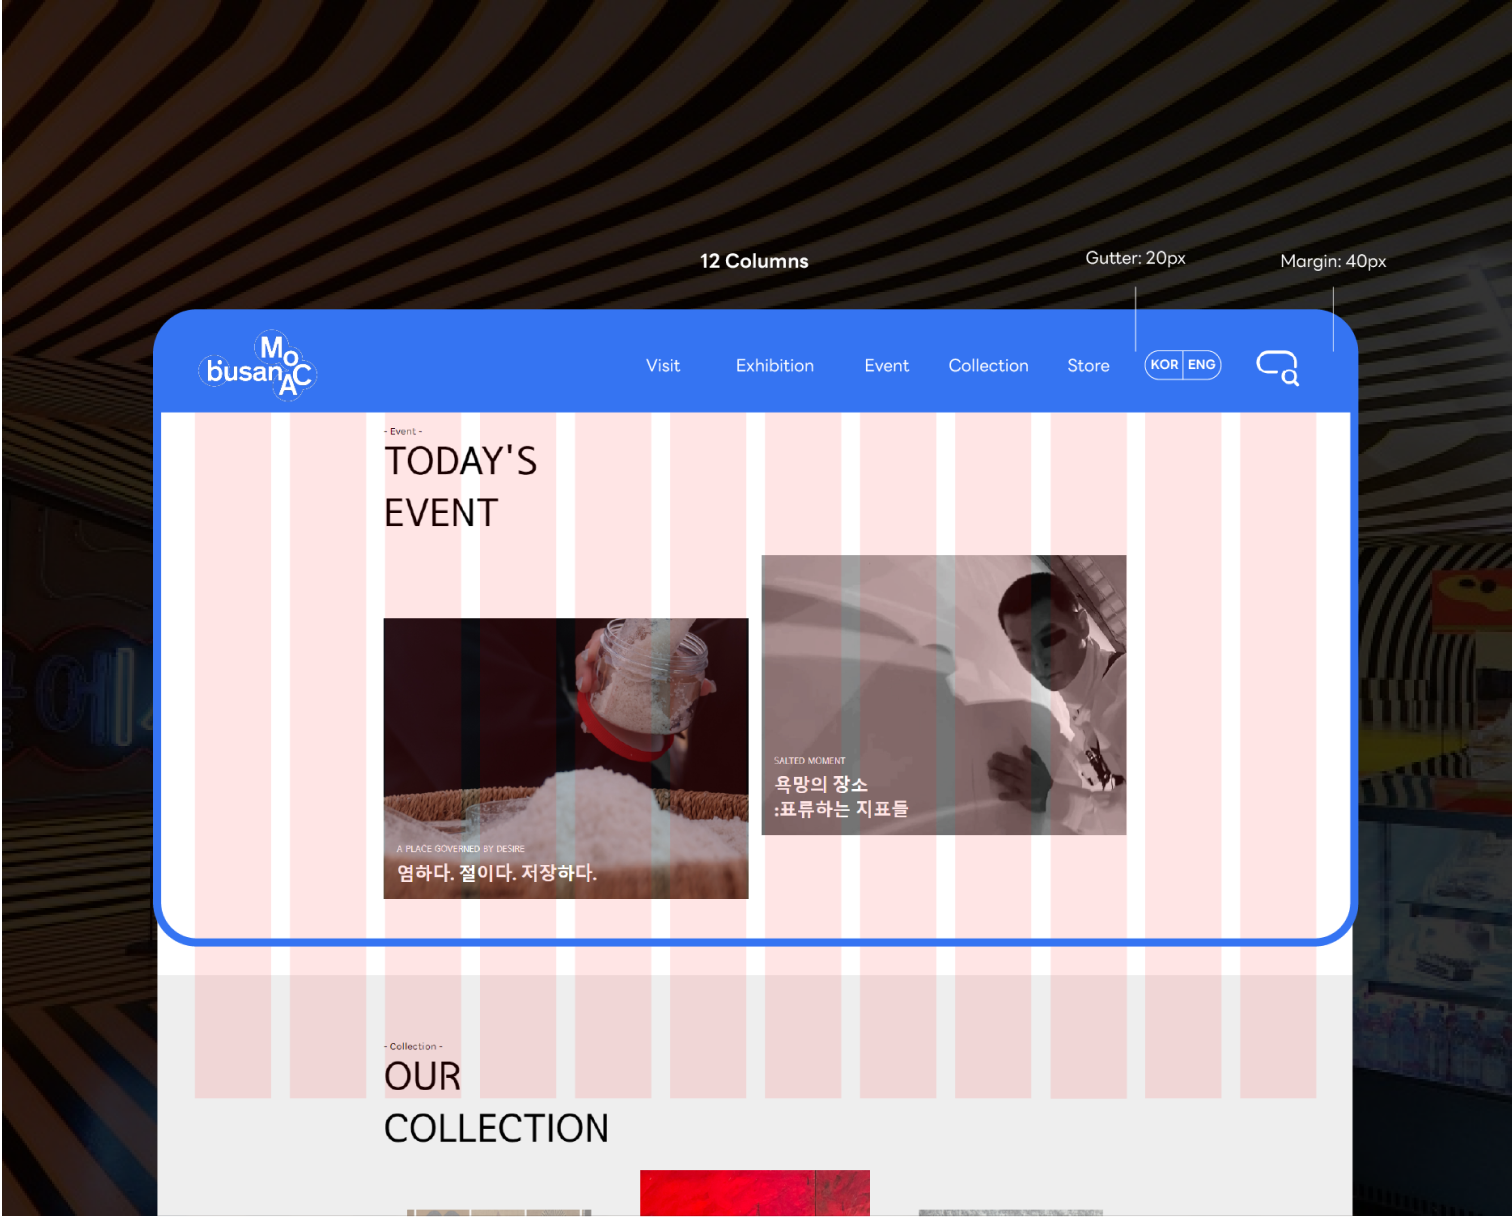 12 Columns
Gutter: 20px
Margin: 40px
busan MoCA
Visit
Exhibition
Event
Collection
Store
KOR ENG
- Event -
TODAY'S
EVENT
SALTED MOMENT
욕망의 장소
:표류하는 지표들
A PLACE GOVERNED BY DESIRE
염하다. 절이다. 저장하다.
- Collection -
OUR
COLLECTION